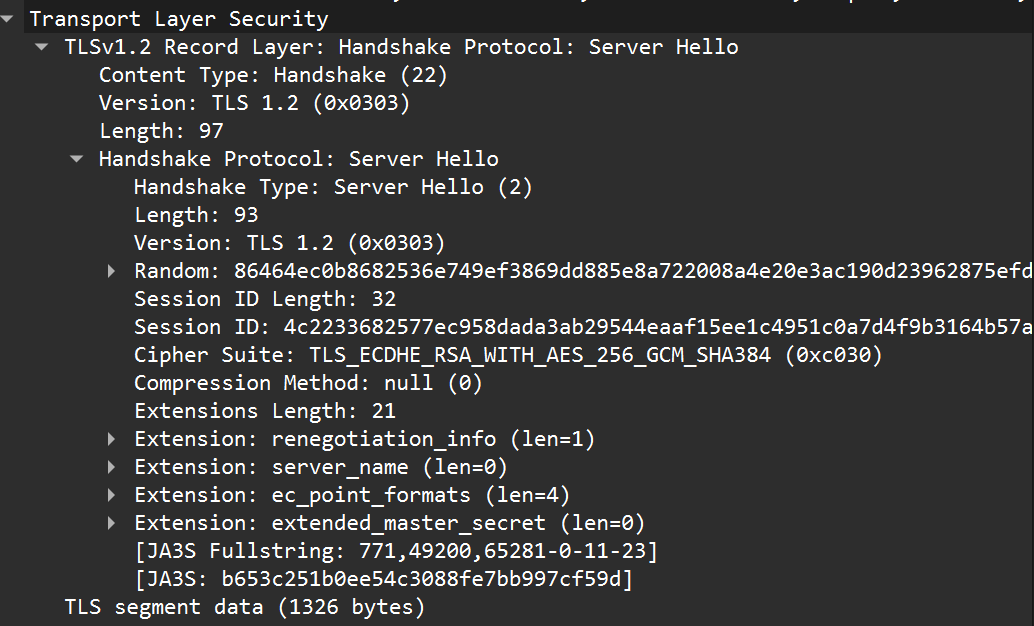 Transport Layer Security
TLSv1.2 Record Layer: Handshake Protocol: Server Hello
Content Type: Handshake (22)
Version: TLS 1.2 (0x0303)
Length: 97
Handshake Protocol: Server Hello
Handshake Type: Server Hello (2)
Length: 93
Version: TLS 1.2 (0x0303)
Random: 86464ec0b8682536e749ef3869dd885e8a722008a4e20e3ac190d23962875efd
Session ID Length: 32
Session ID: 4c2233682577ec958dada3ab29544eaaf15ee1c4951c0a7d4f9b3164b57a
Cipher Suite: TLS_ECDHE_RSA_WITH_AES_256_GCM_SHA384 (0xc030)
Compression Method: null (0)
Extensions Length: 21
Extension: renegotiation_info (len=1)
Extension: server_name (len=0)
Extension: ec_point_formats (len=4)
Extension: extended_master_secret (len=0)
[JA3S Fullstring: 771,49200,65281-0-11-23]
[JA3S: b653c251b0ee54c3088fe7bb997cf59d]
TLS segment data (1326 bytes)